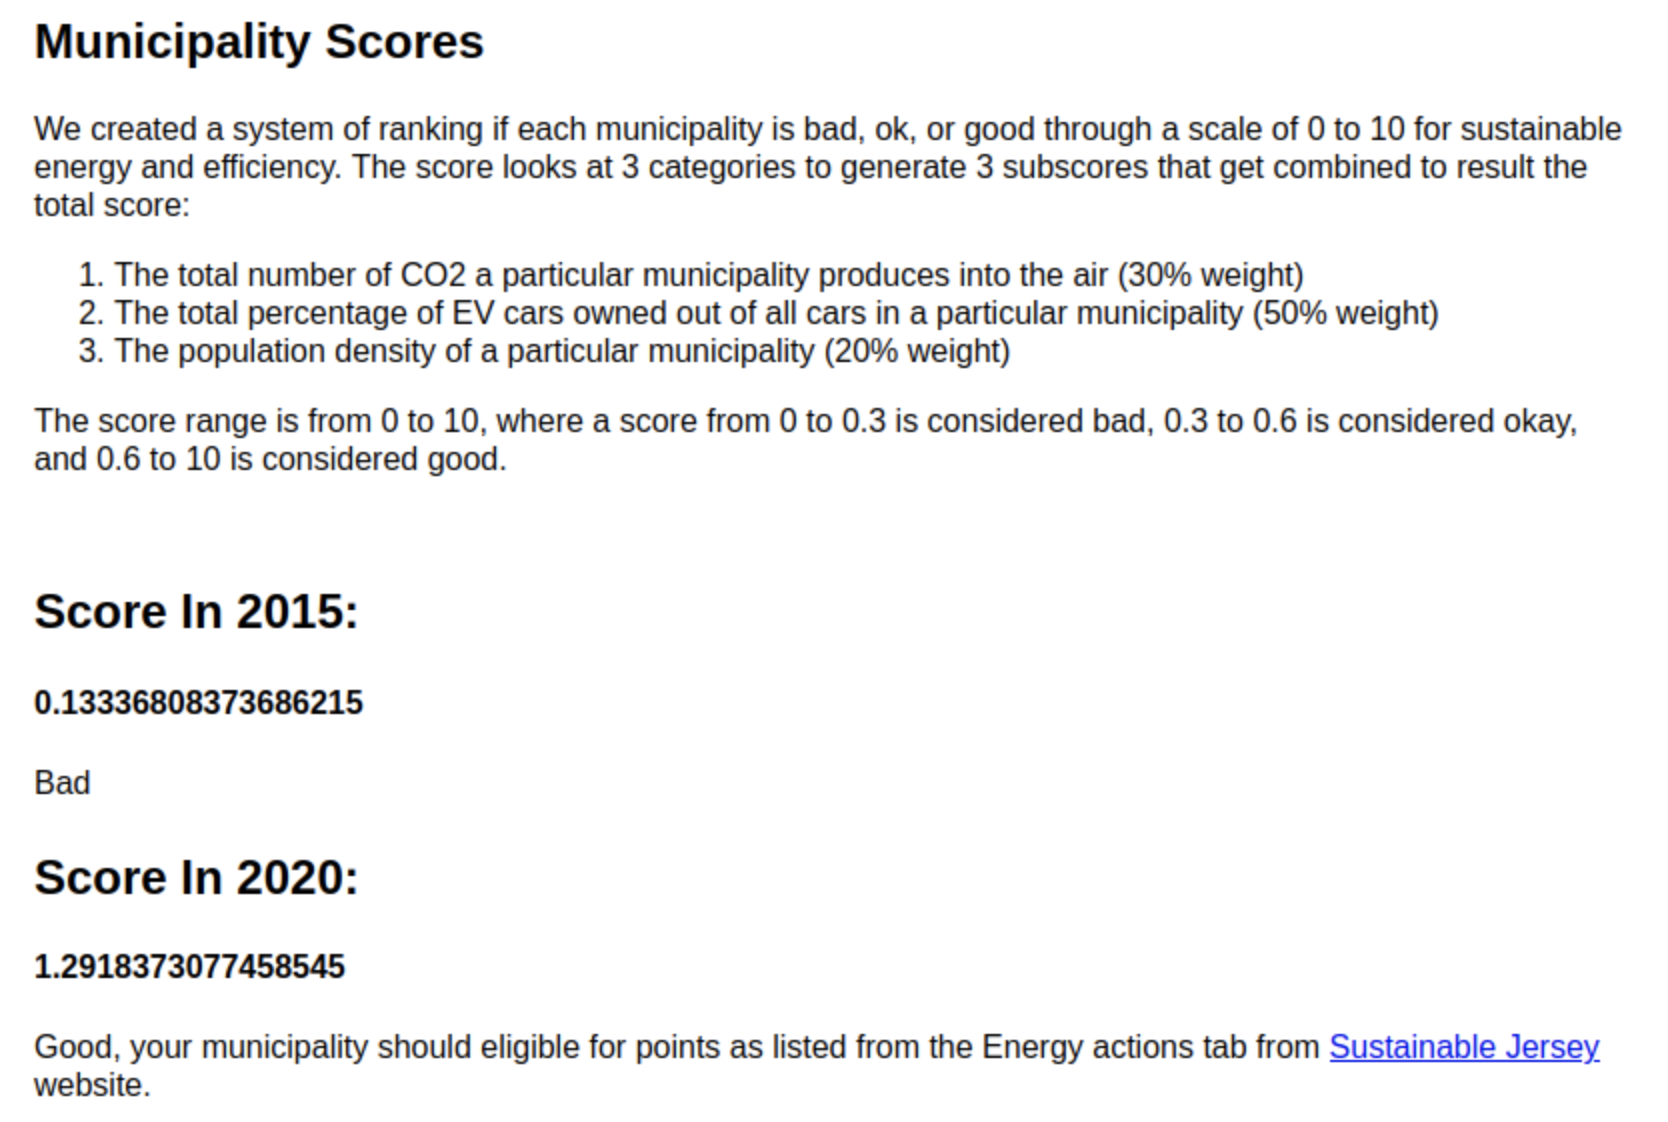 Municipality Scores
We created a system of ranking if each municipality is bad, ok, or good through a scale of 0 to 10 for sustainable
energy and efficiency. The score looks at 3 categories to generate 3 subscores that get combined to result the
total score:
1. The total number of CO2 a particular municipality produces into the air (30% weight)
2. The total percentage of EV cars owned out of all cars in a particular municipality (50% weight)
3. The population density of a particular municipality (20% weight)
The score range is from 0 to 10, where a score from 0 to 0.3 is considered bad, 0.3 to 0.6 is considered okay,
and 0.6 to 10 is considered good.
Score In 2015:
0.13336808373686215
Bad
Score In 2020:
1.2918373077458545
Good, your municipality should eligible for points as listed from the Energy actions tab from Sustainable Jersey
website.